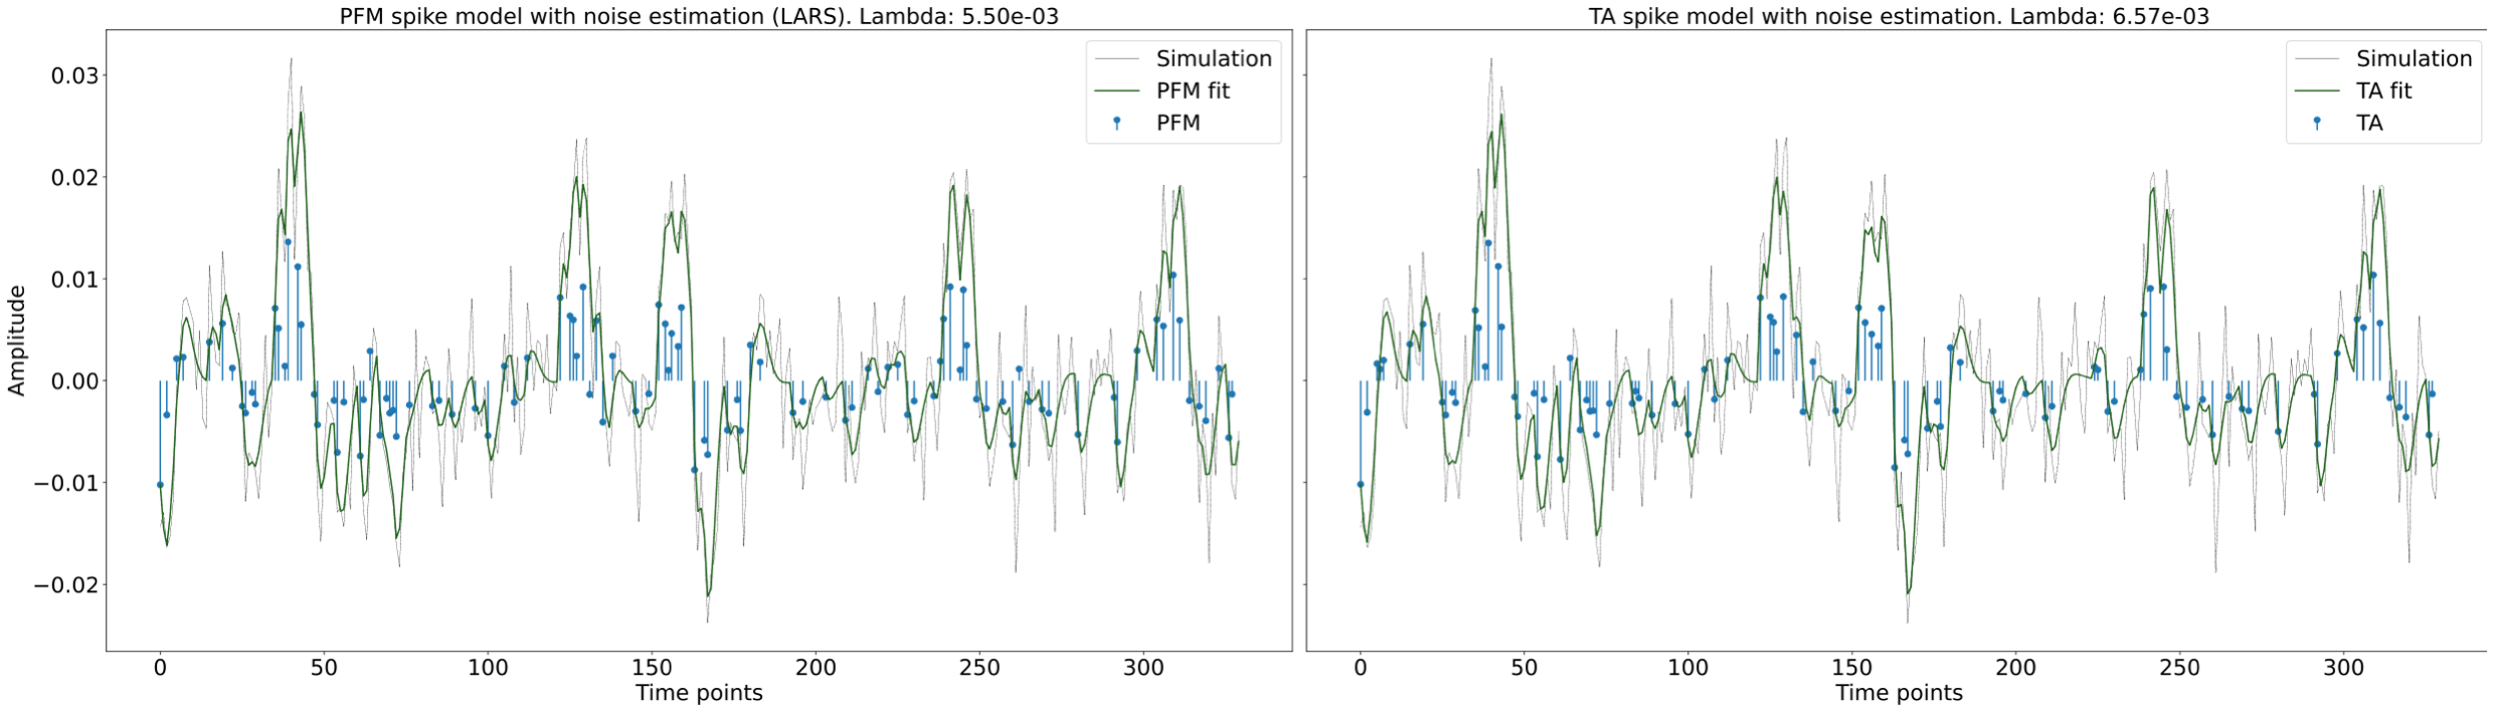 PFM spike model with noise estimation (LARS). Lambda: 5.50e-03
Simulation
PFM fit
PFM
0.03
0.02
0.01
0.00
−0.01
−0.02
Amplitude
0 50 100 150 200 250 300
Time points
TA spike model with noise estimation. Lambda: 6.57e-03
Simulation
TA fit
TA
0 50 100 150 200 250 300
Time points